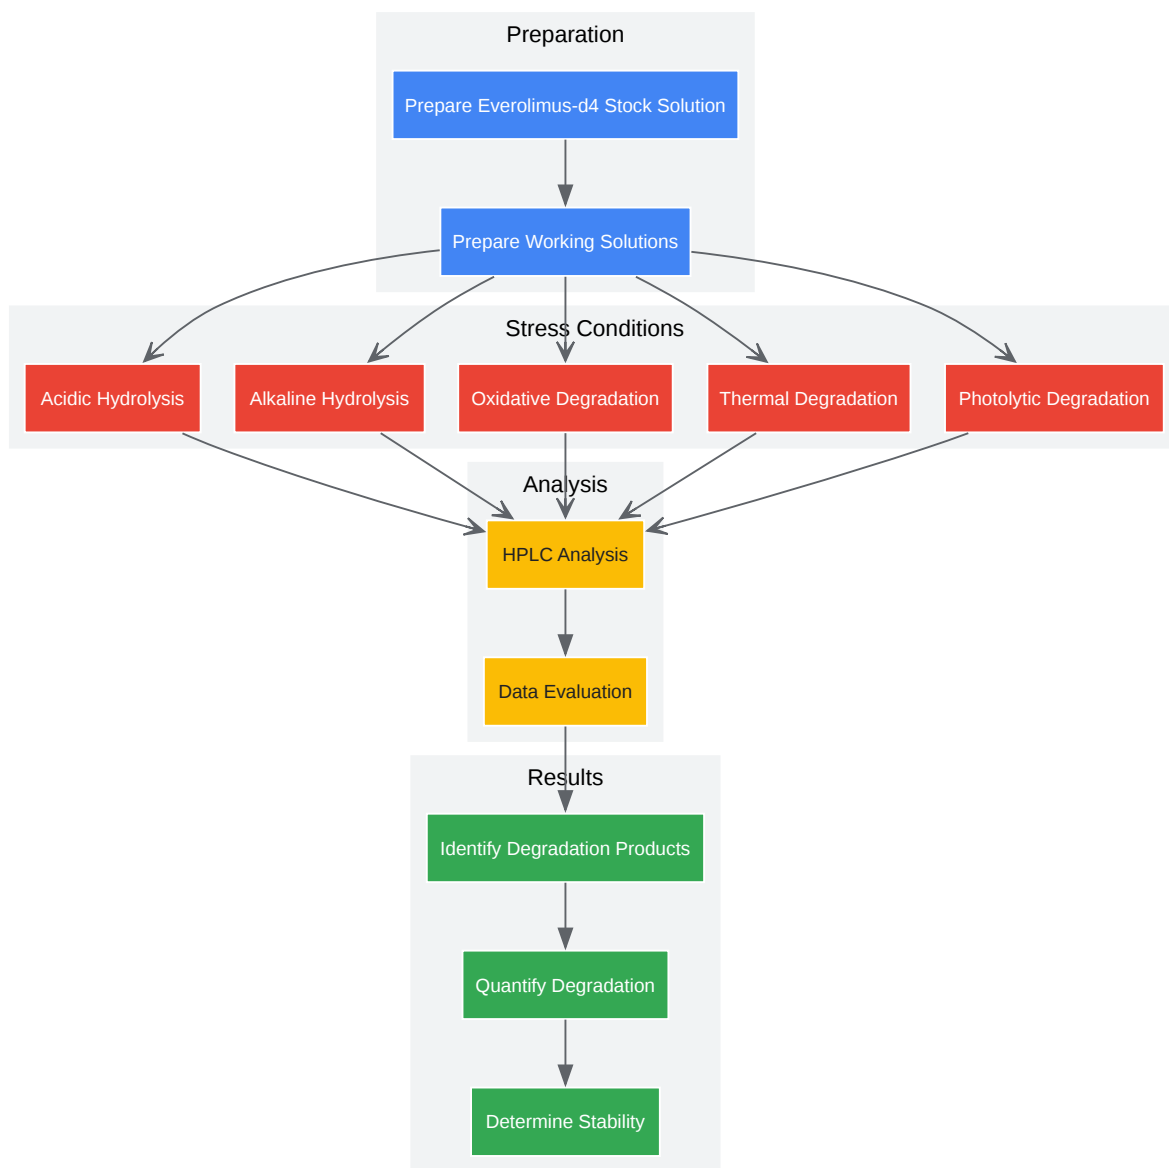 Preparation
Prepare Everolimus-d4 Stock Solution
Prepare Working Solutions
Stress Conditions
Acidic Hydrolysis
Alkaline Hydrolysis
Oxidative Degradation
Thermal Degradation
Photolytic Degradation
Analysis
HPLC Analysis
Data Evaluation
Results
Identify Degradation Products
Quantify Degradation
Determine Stability